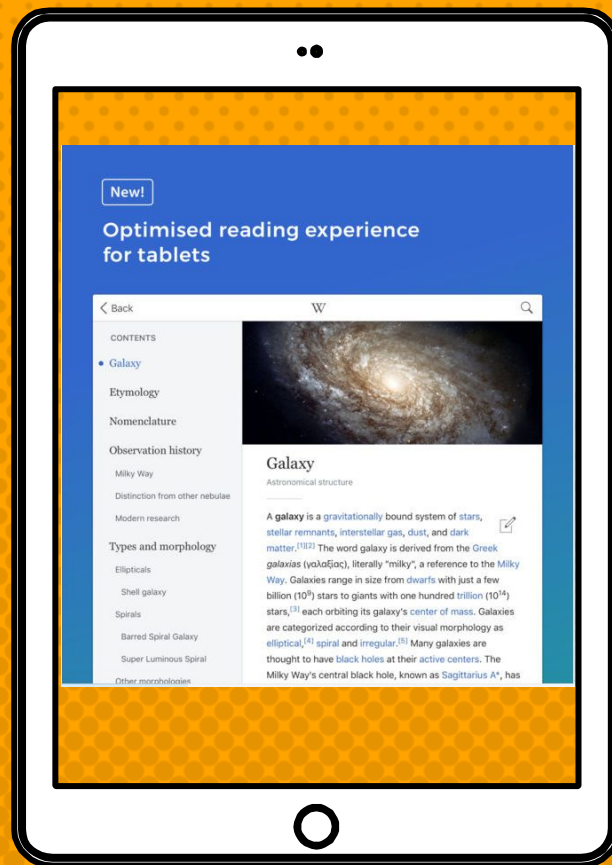 New!
Optimised reading experience
for tablets
Back
W
CONTENTS
Galaxy
Etymology
Nomenclature
Observation history
Milky Way
Distinction from other nebulae
Modern research
Types and morphology
Ellipticals
Shell galaxy
Spirals
Barred Spiral Galaxy
Super Luminous Spiral
Other morphologies
Galaxy
Astronomical structure
A galaxy is a gravitationally bound system of stars,
stellar remnants, interstellar gas, dust, and dark
matter.[1][2] The word galaxy is derived from the Greek
galaxias (γαλαξίας), literally "milky", a reference to the Milky
Way. Galaxies range in size from dwarfs with just a few
billion (10⁹) stars to giants with one hundred trillion (10¹⁴)
stars,[3] each orbiting its galaxy's center of mass. Galaxies
are categorized according to their visual morphology as
elliptical,[4] spiral and irregular.[5] Many galaxies are
thought to have black holes at their active centers. The
Milky Way's central black hole, known as Sagittarius A*, has